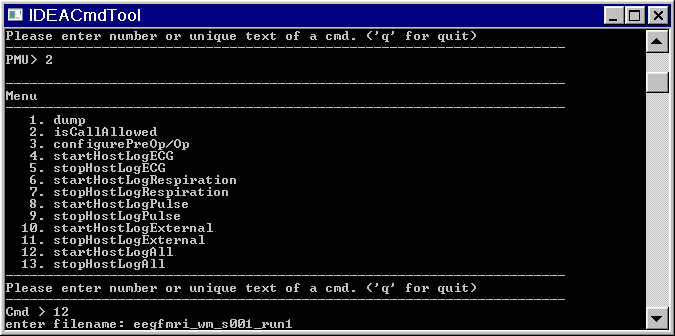 IDEACmdTool
Please enter number or unique text of a cmd. ('q' for quit)
PMU> 2
Menu
1. dump
2. isCallAllowed
3. configurePreOp/Op
4. startHostLogECG
5. stopHostLogECG
6. startHostLogRespiration
7. stopHostLogRespiration
8. startHostLogPulse
9. stopHostLogPulse
10. startHostLogExternal
11. stopHostLogExternal
12. startHostLogAll
13. stopHostLogAll
Please enter number or unique text of a cmd. ('q' for quit)
Cmd > 12
enter filename: eegfmri_wm_s001_run1